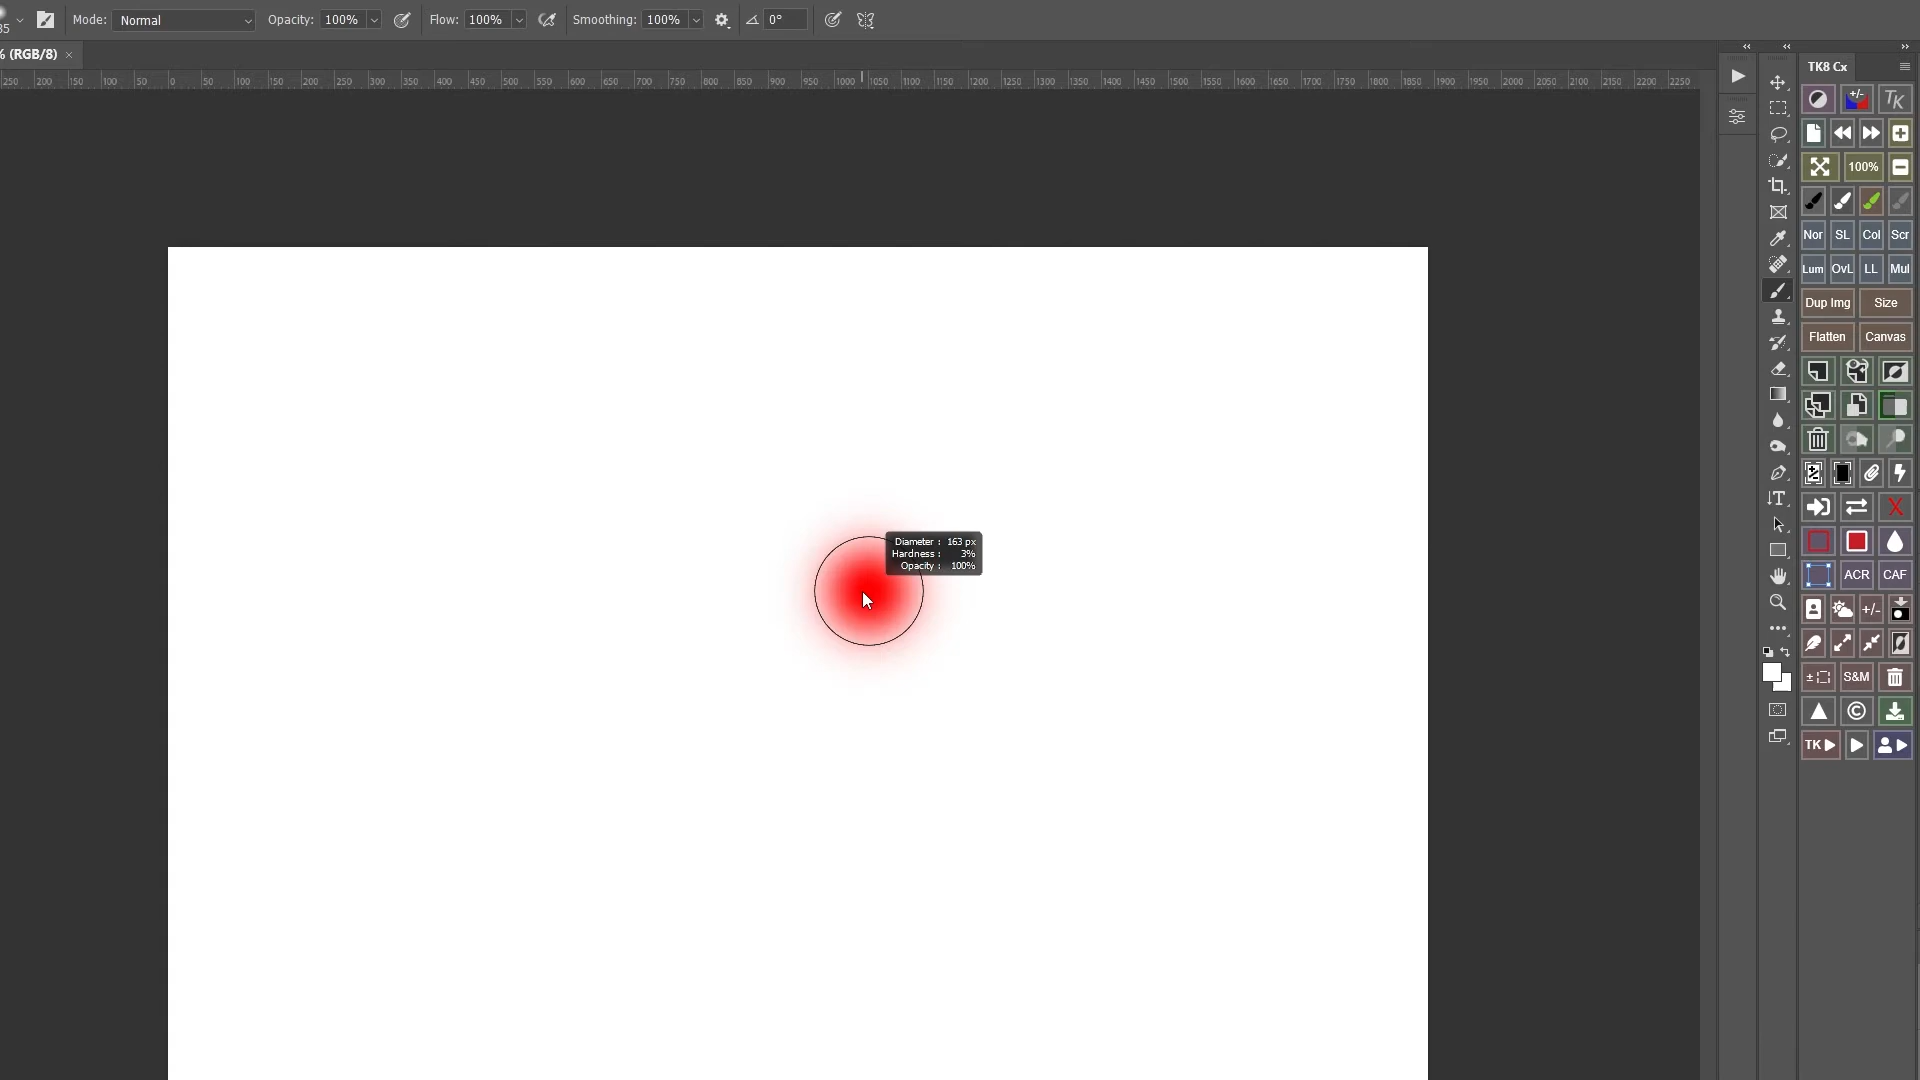 Mode: Normal Opacity: 100% Flow: 100% Smoothing: 100% 0°
35
% (RGB/8) ×
250 200 150 100 50 0 50 100 150 200 250 300 350 400 450 500 550 600 650 700 750 800 850 900 950 1000 1050 1100 1150 1200 1250 1300 1350 1400 1450 1500 1550 1600 1650 1700 1750 1800 1850 1900 1950 2000 2050 2100 2150 2200 2250
TK8 Cx
+/- TK
100%
Nor SL Col Scr
Lum OvL LL Mul
Dup Img Size
Flatten Canvas
X
Diameter : 163 px
Hardness : 3%
Opacity : 100%
ACR CAF
+/-
± S&M
©
TK